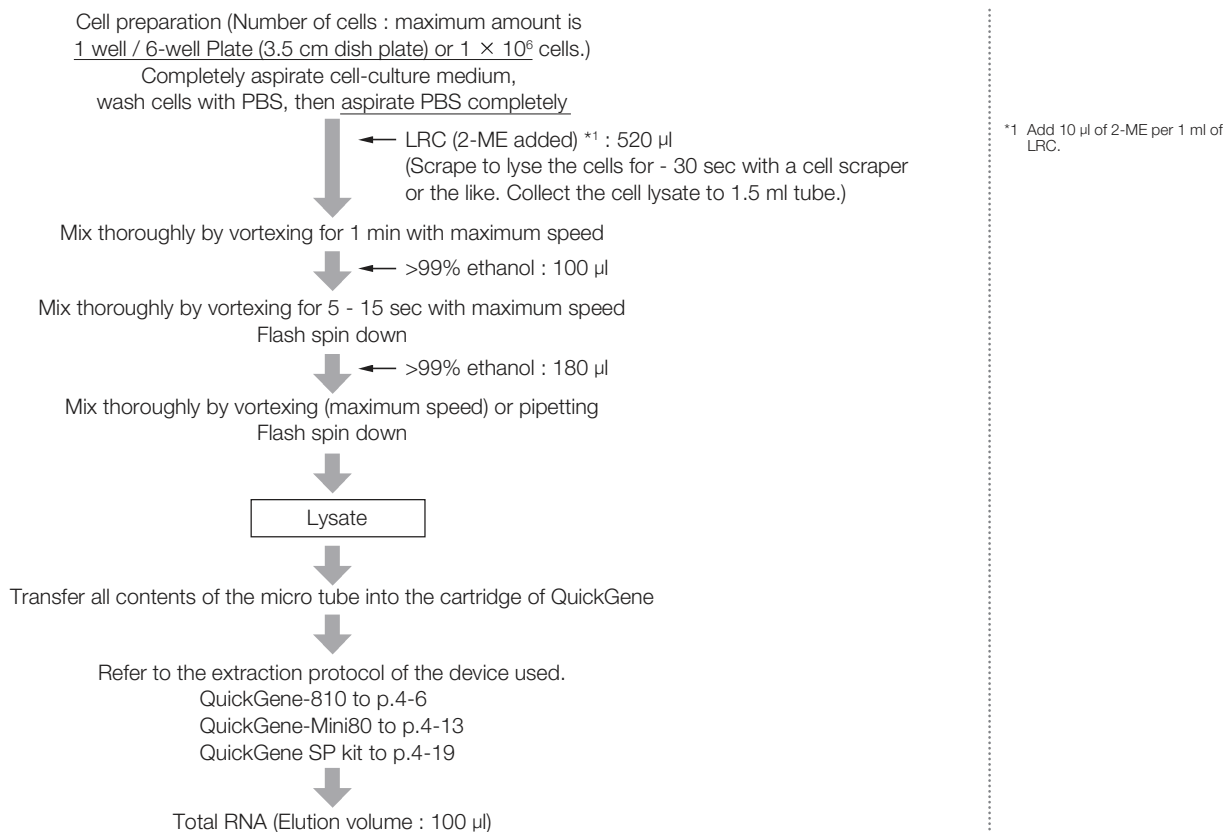 Cell preparation (Number of cells : maximum amount is
1 well / 6-well Plate (3.5 cm dish plate) or 1 × 10⁶ cells.)
Completely aspirate cell-culture medium,
wash cells with PBS, then aspirate PBS completely
LRC (2-ME added) *1 : 520 µl
(Scrape to lyse the cells for - 30 sec with a cell scraper
or the like. Collect the cell lysate to 1.5 ml tube.)
*1 Add 10 µl of 2-ME per 1 ml of
LRC.
Mix thoroughly by vortexing for 1 min with maximum speed
>99% ethanol : 100 µl
Mix thoroughly by vortexing for 5 - 15 sec with maximum speed
Flash spin down
>99% ethanol : 180 µl
Mix thoroughly by vortexing (maximum speed) or pipetting
Flash spin down
Lysate
Transfer all contents of the micro tube into the cartridge of QuickGene
Refer to the extraction protocol of the device used.
QuickGene-810 to p.4-6
QuickGene-Mini80 to p.4-13
QuickGene SP kit to p.4-19
Total RNA (Elution volume : 100 µl)